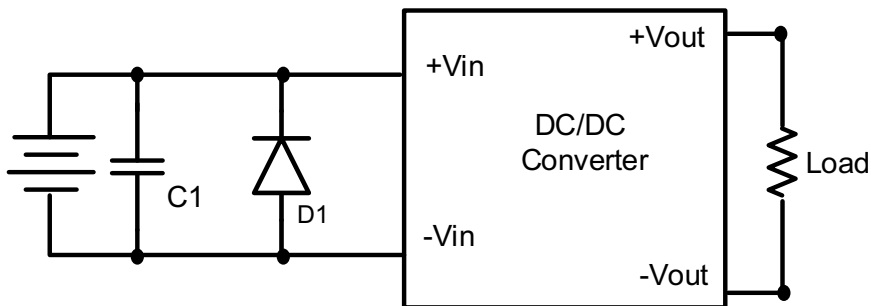 +Vout
+Vin
DC/DC
Converter
C1
D1
Load
-Vin
-Vout